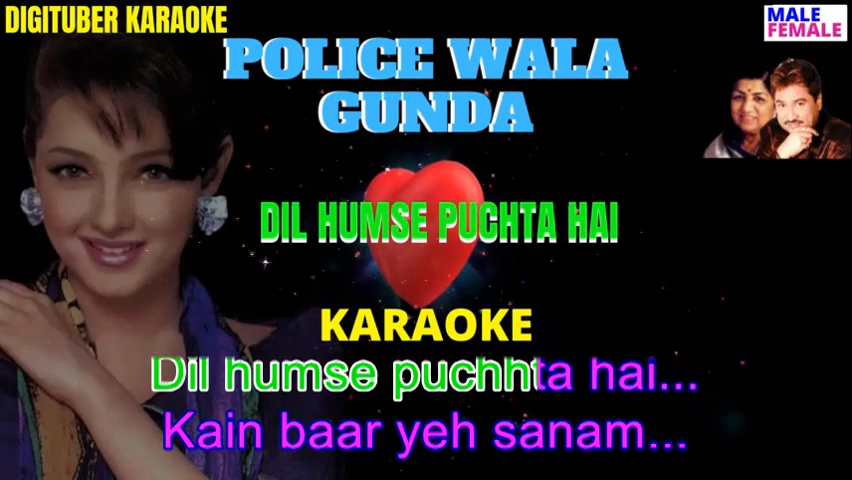 DIGITUBER KARAOKE
MALE
FEMALE
POLICE WALA
GUNDA
DIL HUMSE PUCHTA HAI
KARAOKE
Dil humse puchhta hai...
Kain baar yeh sanam...